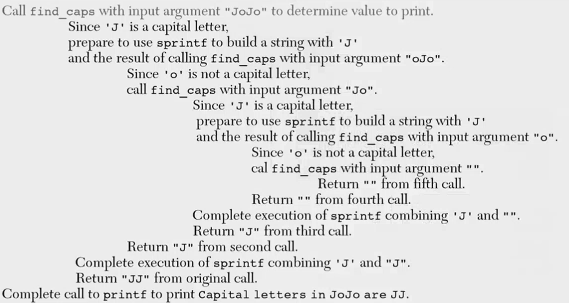 Call find_caps with input argument "JoJo" to determine value to print.
Since 'J' is a capital letter,
prepare to use sprintf to build a string with 'J'
and the result of calling find_caps with input argument "oJo".
Since 'o' is not a capital letter,
call find_caps with input argument "Jo".
Since 'J' is a capital letter,
prepare to use sprintf to build a string with 'J'
and the result of calling find_caps with input argument "o".
Since 'o' is not a capital letter,
cal find_caps with input argument "".
Return "" from fifth call.
Return "" from fourth call.
Complete execution of sprintf combining 'J' and "".
Return "J" from third call.
Return "J" from second call.
Complete execution of sprintf combining 'J' and "J".
Return "JJ" from original call.
Complete call to printf to print Capital letters in JoJo are JJ.